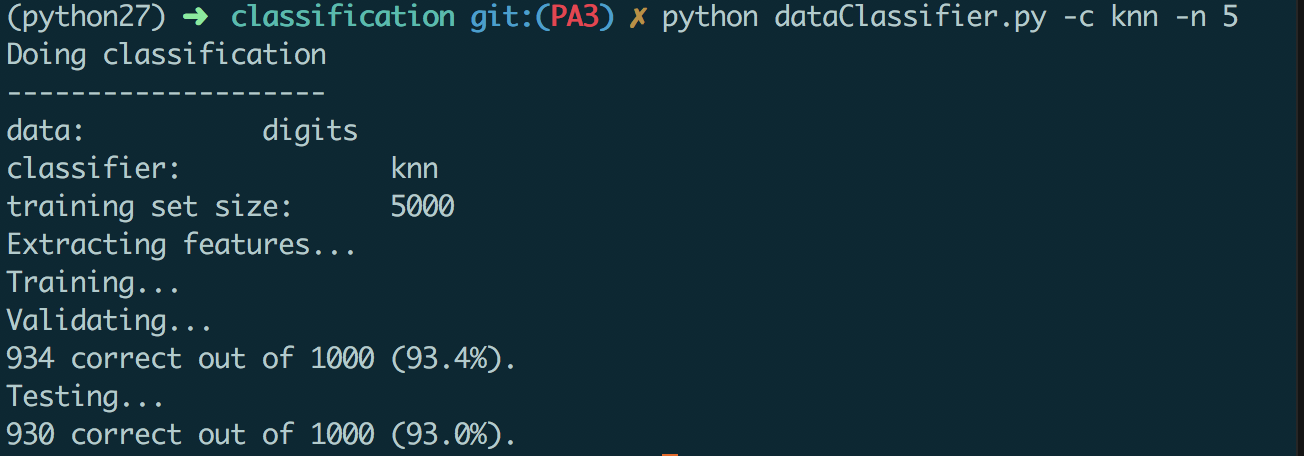 (python27) ➜ classification git:(PA3) ✗ python dataClassifier.py -c knn -n 5
Doing classification
--------------------
data: digits
classifier: knn
training set size: 5000
Extracting features...
Training...
Validating...
934 correct out of 1000 (93.4%).
Testing...
930 correct out of 1000 (93.0%).